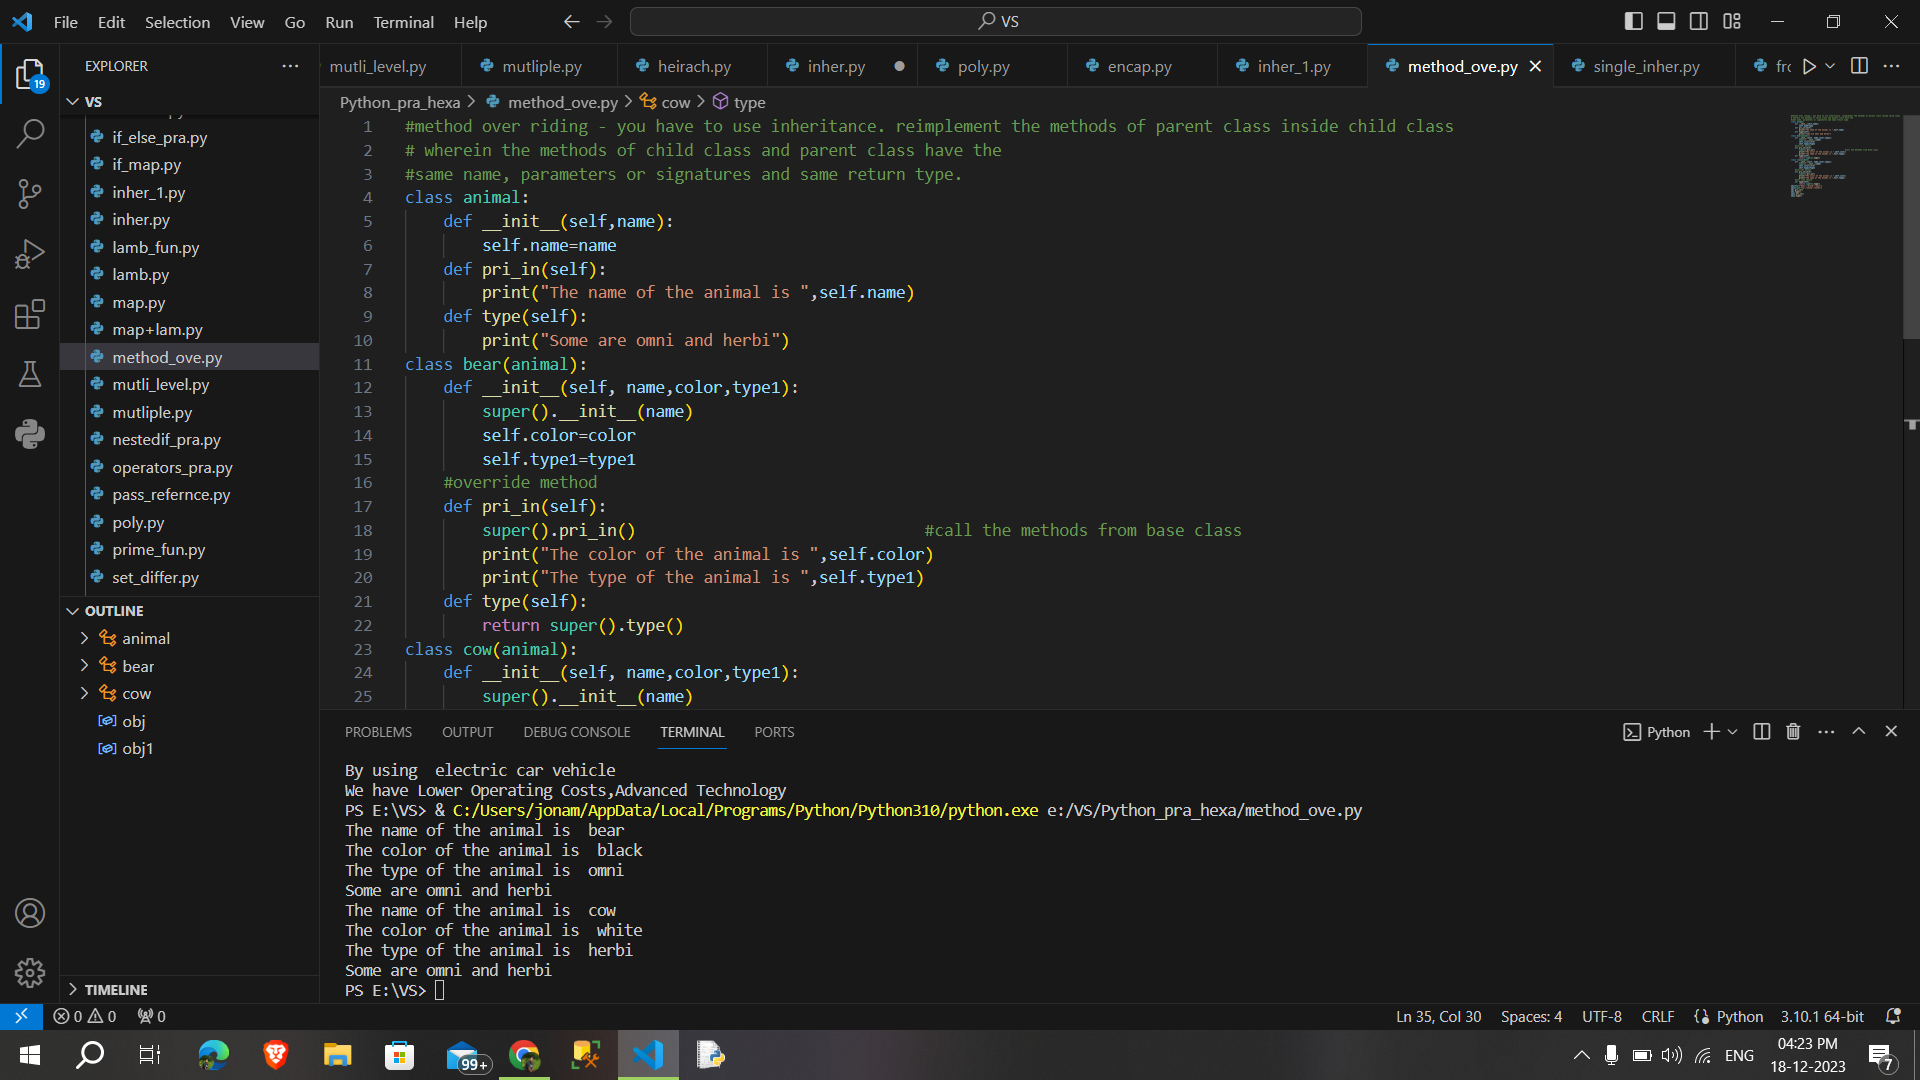 File Edit Selection View Go Run Terminal Help
VS
EXPLORER
mutli_level.py
mutliple.py
heirach.py
inher.py
poly.py
encap.py
inher_1.py
method_ove.py
single_inher.py
fro
19
VS
Python_pra_hexa > method_ove.py > cow > type
if_else_pra.py
if_map.py
inher_1.py
inher.py
lamb_fun.py
lamb.py
map.py
map+lam.py
method_ove.py
mutli_level.py
mutliple.py
nestedif_pra.py
operators_pra.py
pass_refernce.py
poly.py
prime_fun.py
set_differ.py
OUTLINE
animal
bear
cow
obj
obj1
TIMELINE
1 #method over riding - you have to use inheritance. reimplement the methods of parent class inside child class
2 # wherein the methods of child class and parent class have the
3 #same name, parameters or signatures and same return type.
4 class animal:
5 def __init__(self,name):
6 self.name=name
7 def pri_in(self):
8 print("The name of the animal is ",self.name)
9 def type(self):
10 print("Some are omni and herbi")
11 class bear(animal):
12 def __init__(self, name,color,type1):
13 super().__init__(name)
14 self.color=color
15 self.type1=type1
16 #override method
17 def pri_in(self):
18 super().pri_in() #call the methods from base class
19 print("The color of the animal is ",self.color)
20 print("The type of the animal is ",self.type1)
21 def type(self):
22 return super().type()
23 class cow(animal):
24 def __init__(self, name,color,type1):
25 super().__init__(name)
PROBLEMS OUTPUT DEBUG CONSOLE TERMINAL PORTS
Python
By using  electric car vehicle
We have Lower Operating Costs,Advanced Technology
PS E:\VS> & C:/Users/jonam/AppData/Local/Programs/Python/Python310/python.exe e:/VS/Python_pra_hexa/method_ove.py
The name of the animal is  bear
The color of the animal is  black
The type of the animal is  omni
Some are omni and herbi
The name of the animal is  cow
The color of the animal is  white
The type of the animal is  herbi
Some are omni and herbi
PS E:\VS>
0 0 0
Ln 35, Col 30 Spaces: 4 UTF-8 CRLF Python 3.10.1 64-bit
99+
ENG
04:23 PM
18-12-2023
7